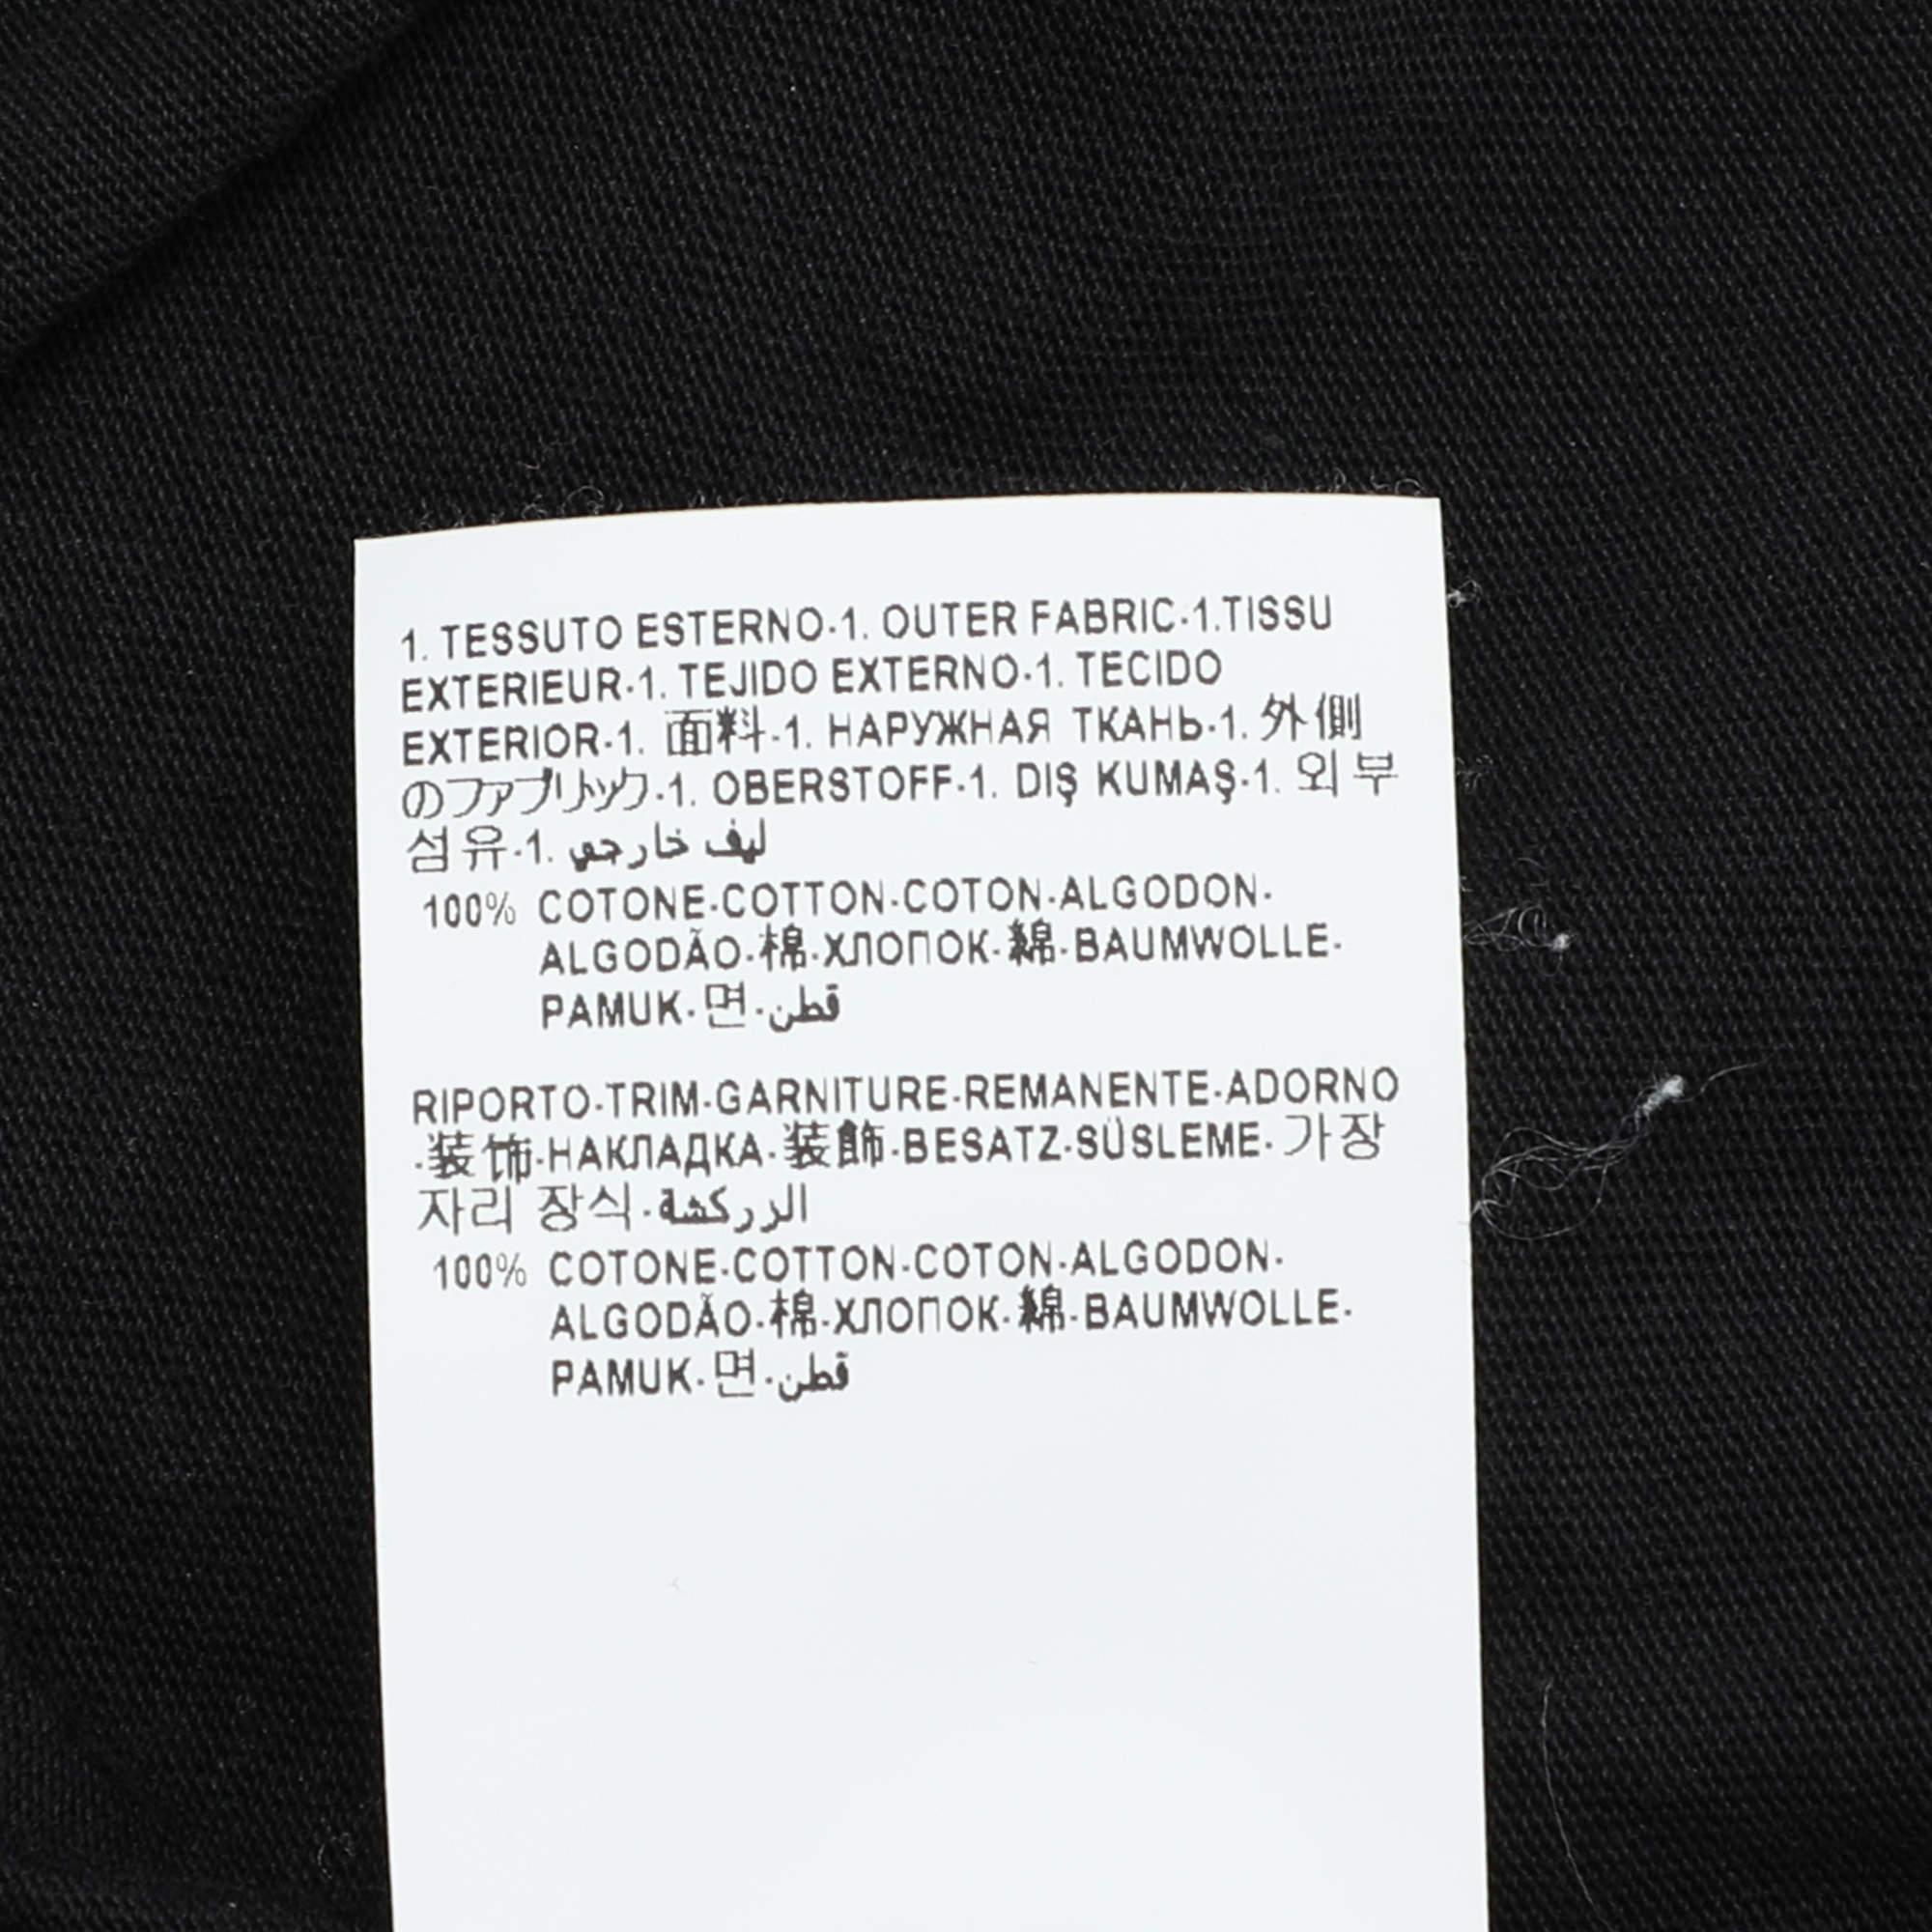 1. TESSUTO ESTERNO-1. OUTER FABRIC-1.TISSU
EXTERIEUR-1. TEJIDO EXTERNO-1. TECIDO
EXTERIOR-1. 面料-1. НАРУЖНАЯ ТКАНЬ-1. 外側
のファブリック-1. OBERSTOFF-1. DIŞ KUMAŞ-1. 외부
섬유-1. ليف خارجي
100% COTONE-COTTON-COTON-ALGODON-
ALGODÃO-棉-ХЛОПОК-綿-BAUMWOLLE-
PAMUK-면-قطن
RIPORTO-TRIM-GARNITURE-REMANENTE-ADORNO
-装饰-НАКЛАДКА-装飾-BESATZ-SÜSLEME-가장
자리 장식-الزركشة
100% COTONE-COTTON-COTON-ALGODON-
ALGODÃO-棉-ХЛОПОК-綿-BAUMWOLLE-
PAMUK-면-قطن